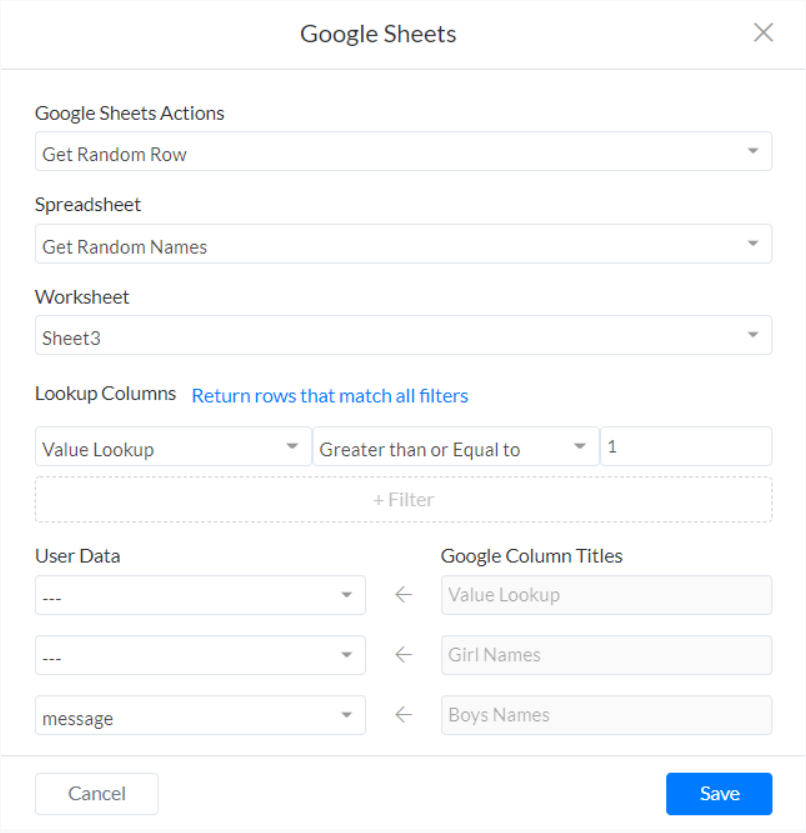 Google Sheets
Google Sheets Actions
Get Random Row
Spreadsheet
Get Random Names
Worksheet
Sheet3
Lookup Columns Return rows that match all filters
Value Lookup Greater than or Equal to 1
+ Filter
User Data Google Column Titles
--- Value Lookup
--- Girl Names
message Boys Names
Cancel Save